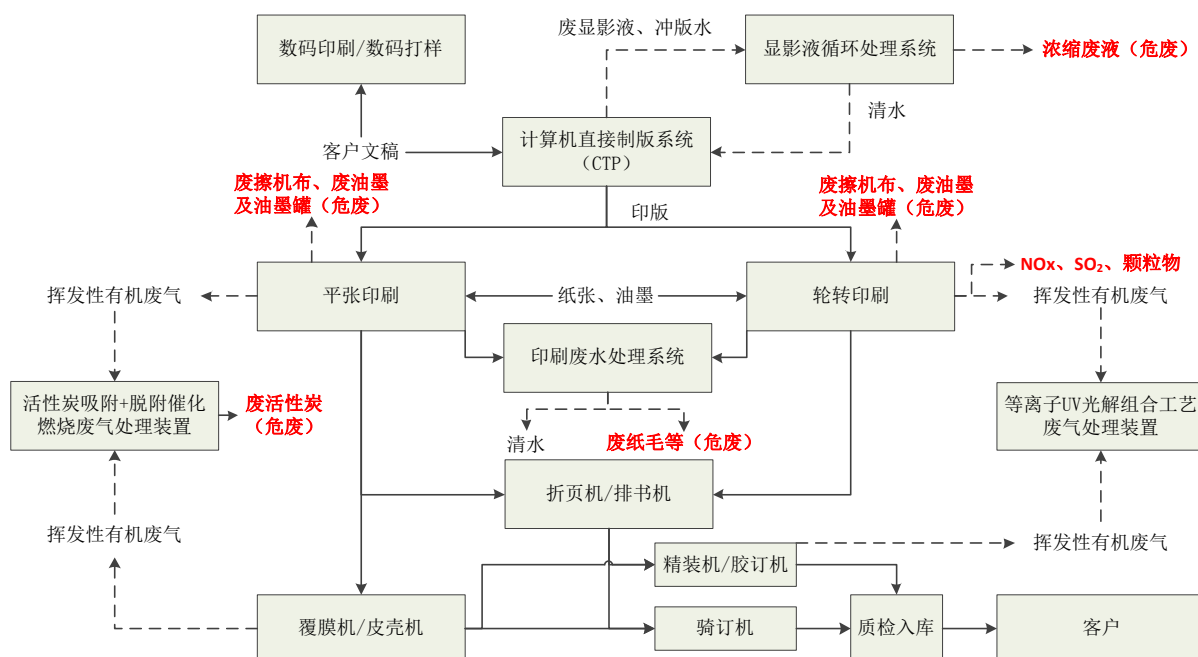 废显影液、冲版水
数码印刷/数码打样
显影液循环处理系统
浓缩废液（危废）
清水
计算机直接制版系统
（CTP）
客户文稿
废擦机布、废油墨
及油墨罐（危废）
废擦机布、废油墨
及油墨罐（危废）
印版
平张印刷
纸张、油墨
轮转印刷
NOx、SO₂、颗粒物
挥发性有机废气
挥发性有机废气
印刷废水处理系统
活性炭吸附+脱附催化
燃烧废气处理装置
废活性炭
（危废）
等离子UV光解组合工艺
废气处理装置
清水
废纸毛等（危废）
折页机/排书机
挥发性有机废气
挥发性有机废气
精装机/胶订机
覆膜机/皮壳机
骑订机
质检入库
客户